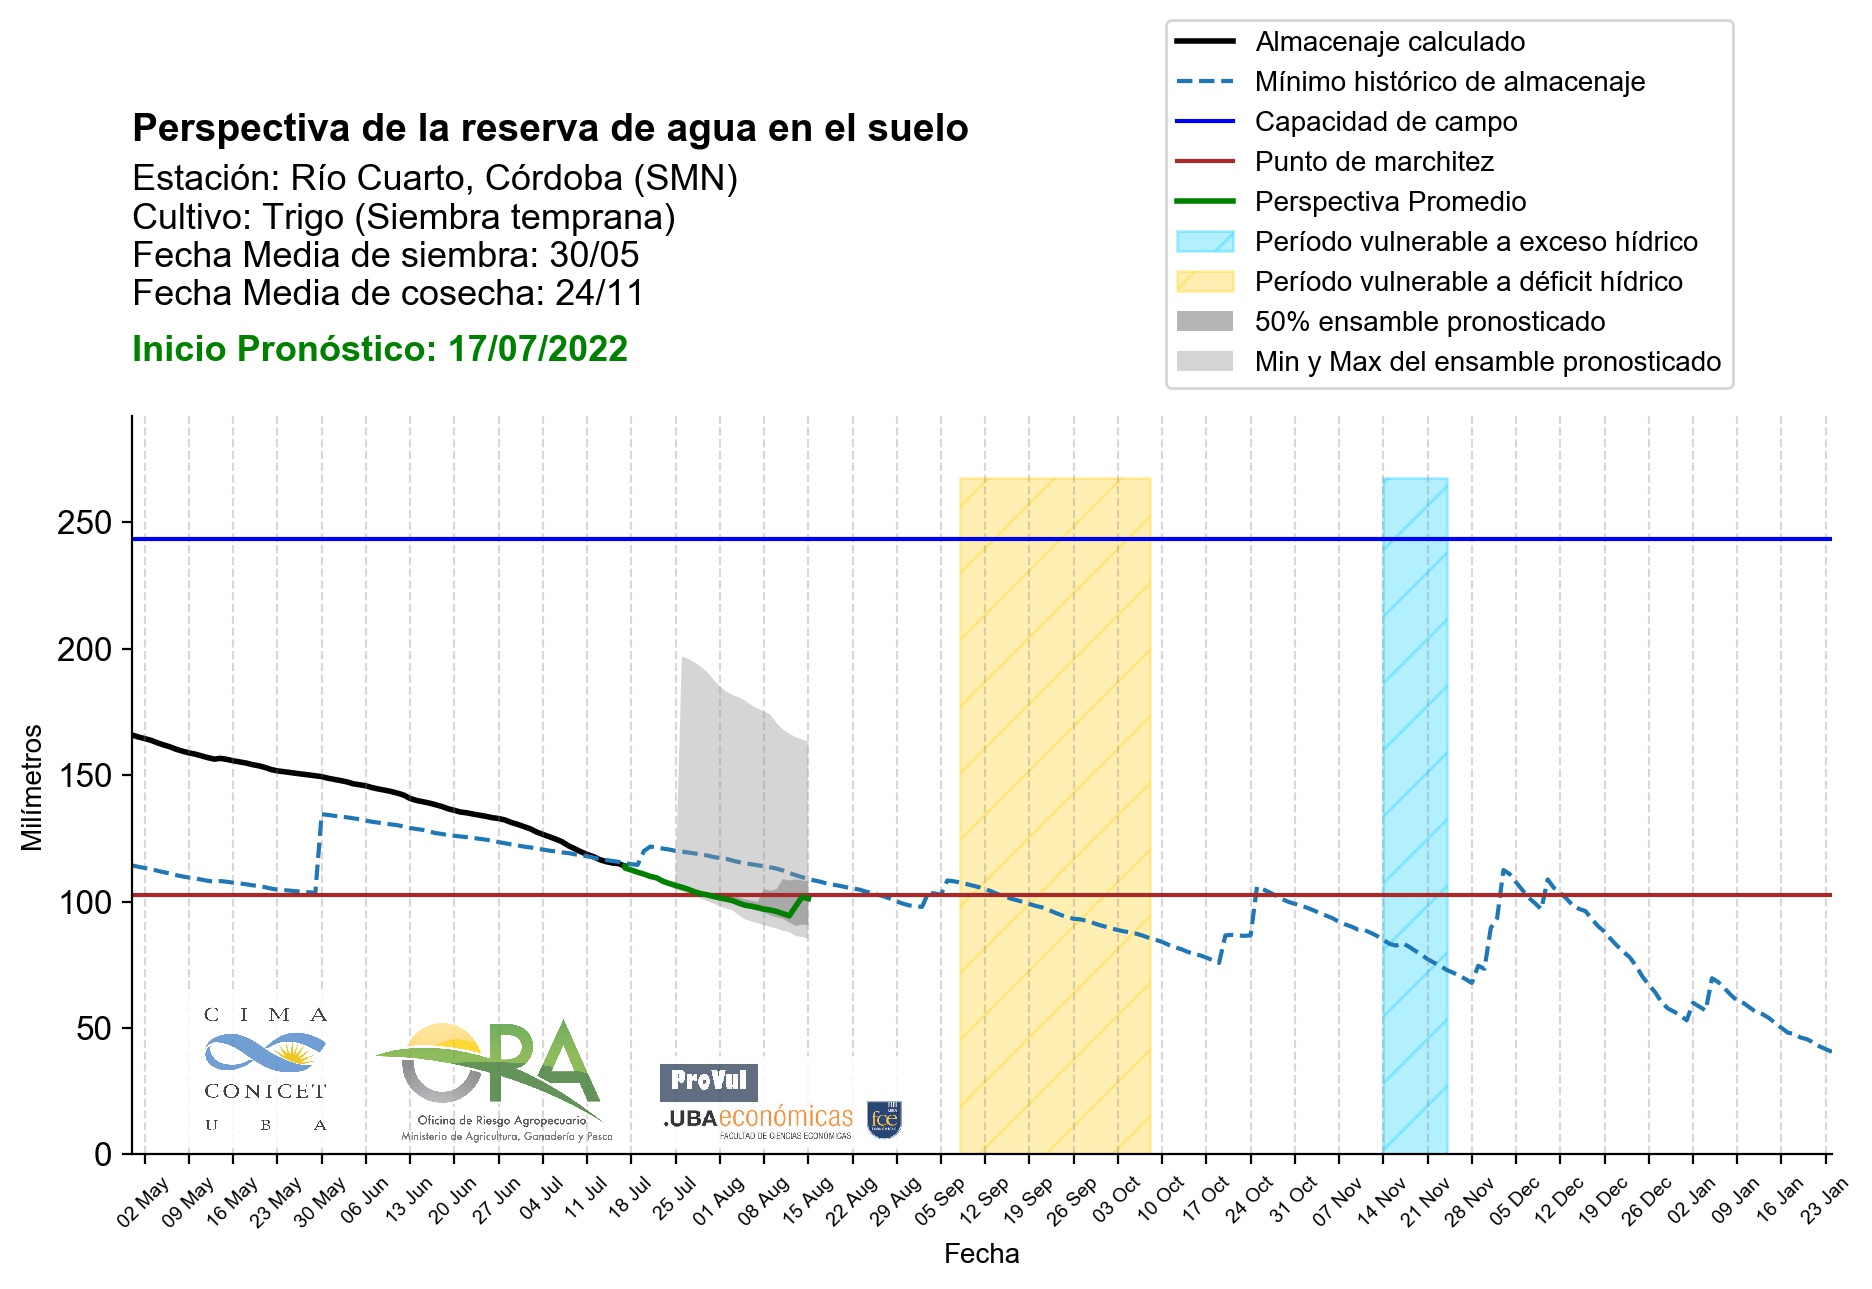 Almacenaje calculado
Mínimo histórico de almacenaje
Capacidad de campo
Punto de marchitez
Perspectiva Promedio
Período vulnerable a exceso hídrico
Período vulnerable a déficit hídrico
50% ensamble pronosticado
Min y Max del ensamble pronosticado
Perspectiva de la reserva de agua en el suelo
Estación: Río Cuarto, Córdoba (SMN)
Cultivo: Trigo (Siembra temprana)
Fecha Media de siembra: 30/05
Fecha Media de cosecha: 24/11
Inicio Pronóstico: 17/07/2022
Milímetros
250
200
150
100
50
0
CIMA
CONICET
UBA
ORA
Oficina de Riesgo Agropecuario
Ministerio de Agricultura, Ganadería y Pesca
ProVul
.UBAeconómicas
FACULTAD DE CIENCIAS ECONÓMICAS
fce
02 May
09 May
16 May
23 May
30 May
06 Jun
13 Jun
20 Jun
27 Jun
04 Jul
11 Jul
18 Jul
25 Jul
01 Aug
08 Aug
15 Aug
22 Aug
29 Aug
05 Sep
12 Sep
19 Sep
26 Sep
03 Oct
10 Oct
17 Oct
24 Oct
31 Oct
07 Nov
14 Nov
21 Nov
28 Nov
05 Dec
12 Dec
19 Dec
26 Dec
02 Jan
09 Jan
16 Jan
23 Jan
Fecha